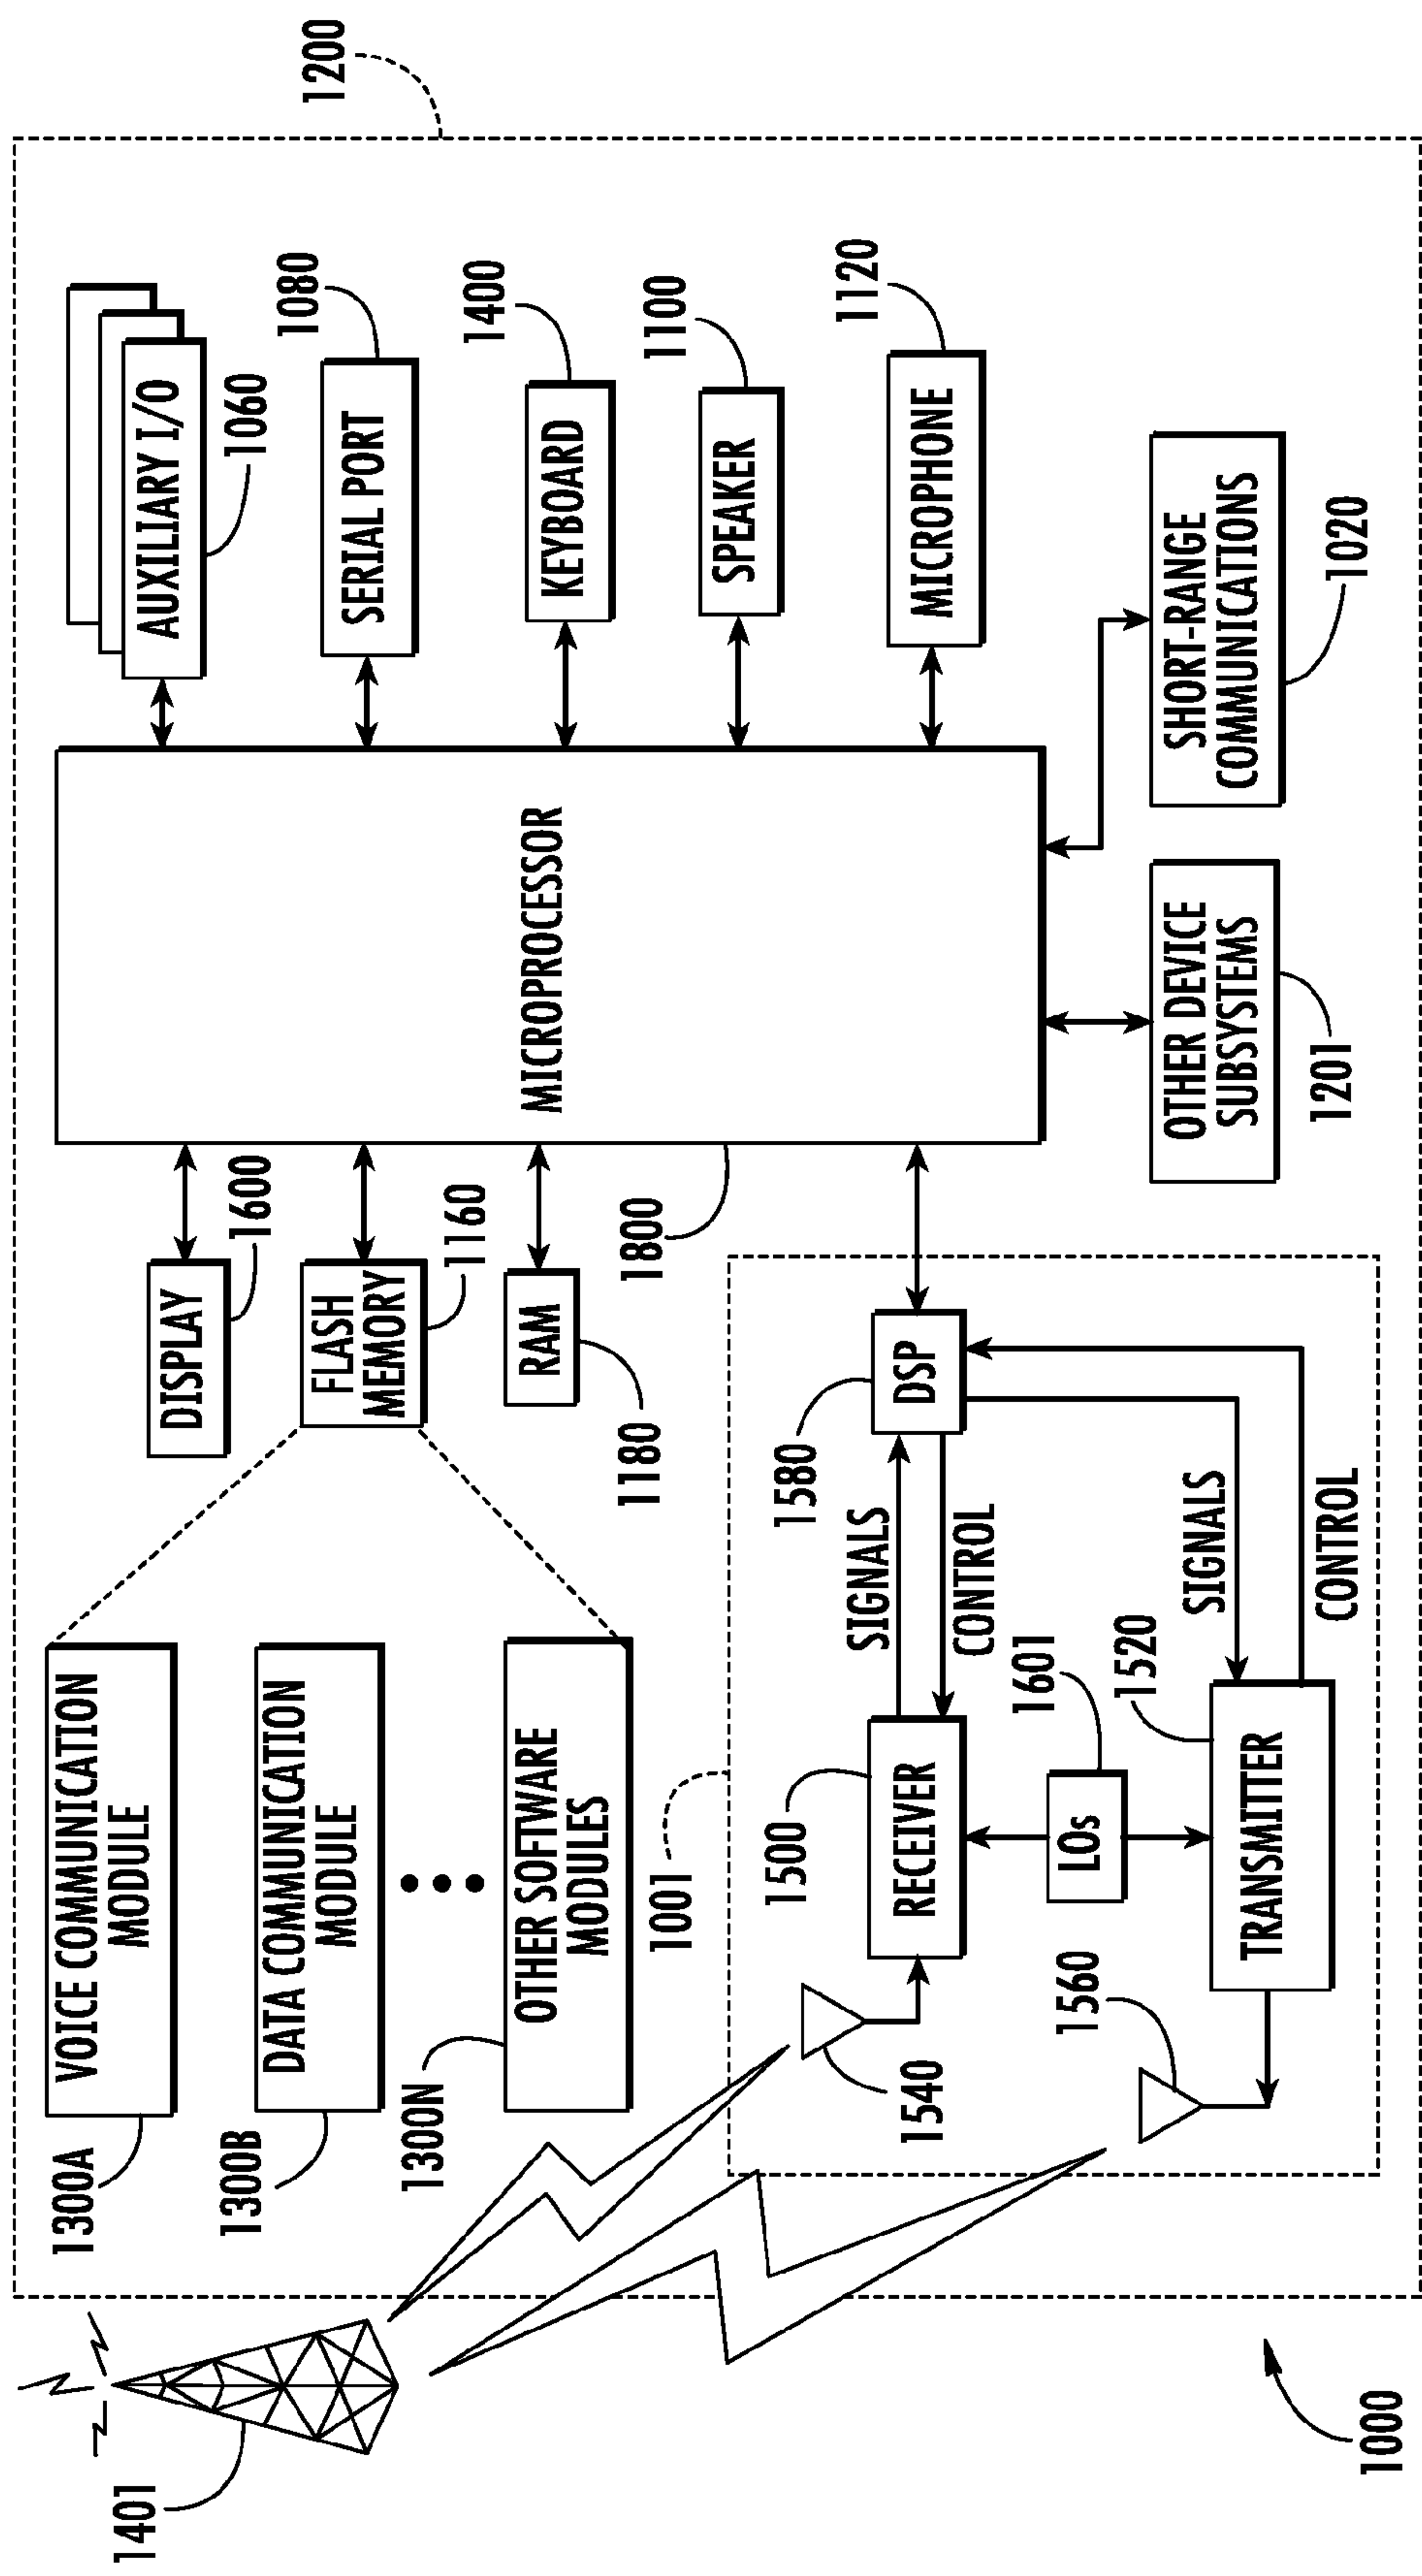 1401
1000
1200
1300A
VOICE COMMUNICATION
MODULE
1300B
DATA COMMUNICATION
MODULE
1300N
OTHER SOFTWARE
MODULES
DISPLAY
1600
FLASH
MEMORY
1160
RAM
1180
1800
MICROPROCESSOR
AUXILIARY I/O
1060
SERIAL PORT
1080
KEYBOARD
1400
SPEAKER
1100
MICROPHONE
1120
SHORT-RANGE
COMMUNICATIONS
1020
OTHER DEVICE
SUBSYSTEMS
1201
1001
1540
1500
RECEIVER
SIGNALS
CONTROL
1580
DSP
1601
LOs
1560
1520
TRANSMITTER
SIGNALS
CONTROL